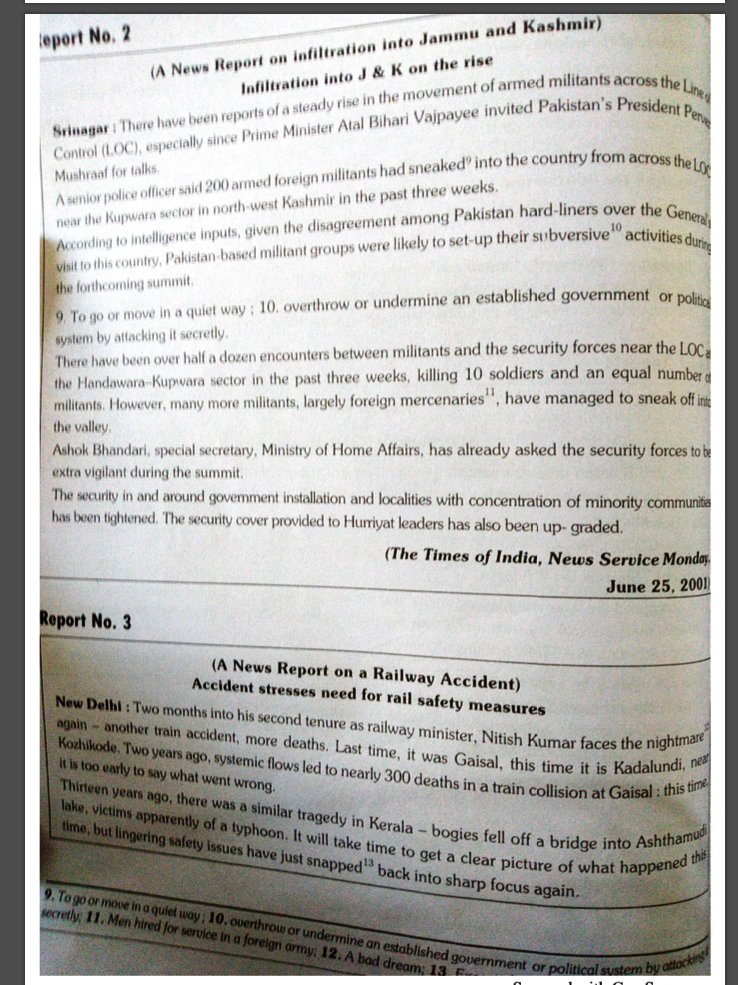 eport No. 2
(A News Report on infiltration into Jammu and Kashmir)
Infiltration into J & K on the rise
Srinagar : There have been reports of a steady rise in the movement of armed militants across the Line
Control (LOC), especially since Prime Minister Atal Bihari Vajpayee invited Pakistan's President Perve
Mushraaf for talks.
A senior police officer said 200 armed foreign militants had sneaked⁹ into the country from across the LOC
near the Kupwara sector in north-west Kashmir in the past three weeks.
According to intelligence inputs, given the disagreement among Pakistan hard-liners over the General's
visit to this country, Pakistan-based militant groups were likely to set-up their subversive¹⁰ activities during
the forthcoming summit.
9. To go or move in a quiet way ; 10. overthrow or undermine an established government or political
system by attacking it secretly.
There have been over half a dozen encounters between militants and the security forces near the LOC
the Handawara–Kupwara sector in the past three weeks, killing 10 soldiers and an equal number of
militants. However, many more militants, largely foreign mercenaries¹¹, have managed to sneak off into
the valley.
Ashok Bhandari, special secretary, Ministry of Home Affairs, has already asked the security forces to be
extra vigilant during the summit.
The security in and around government installation and localities with concentration of minority communities
has been tightened. The security cover provided to Hurriyat leaders has also been up- graded.
(The Times of India, News Service Monday,
June 25, 2001)
Report No. 3
(A News Report on a Railway Accident)
Accident stresses need for rail safety measures
New Delhi : Two months into his second tenure as railway minister, Nitish Kumar faces the nightmare¹²
again – another train accident, more deaths. Last time, it was Gaisal, this time it is Kadalundi, near
Kozhikode. Two years ago, systemic flows led to nearly 300 deaths in a train collision at Gaisal : this time,
it is too early to say what went wrong.
Thirteen years ago, there was a similar tragedy in Kerala – bogies fell off a bridge into Ashthamudi
lake, victims apparently of a typhoon. It will take time to get a clear picture of what happened this
time, but lingering safety issues have just snapped¹³ back into sharp focus again.
9. To go or move in a quiet way ; 10. overthrow or undermine an established government or political system by attacking
secretly; 11. Men hired for service in a foreign army; 12. A bad dream; 13.